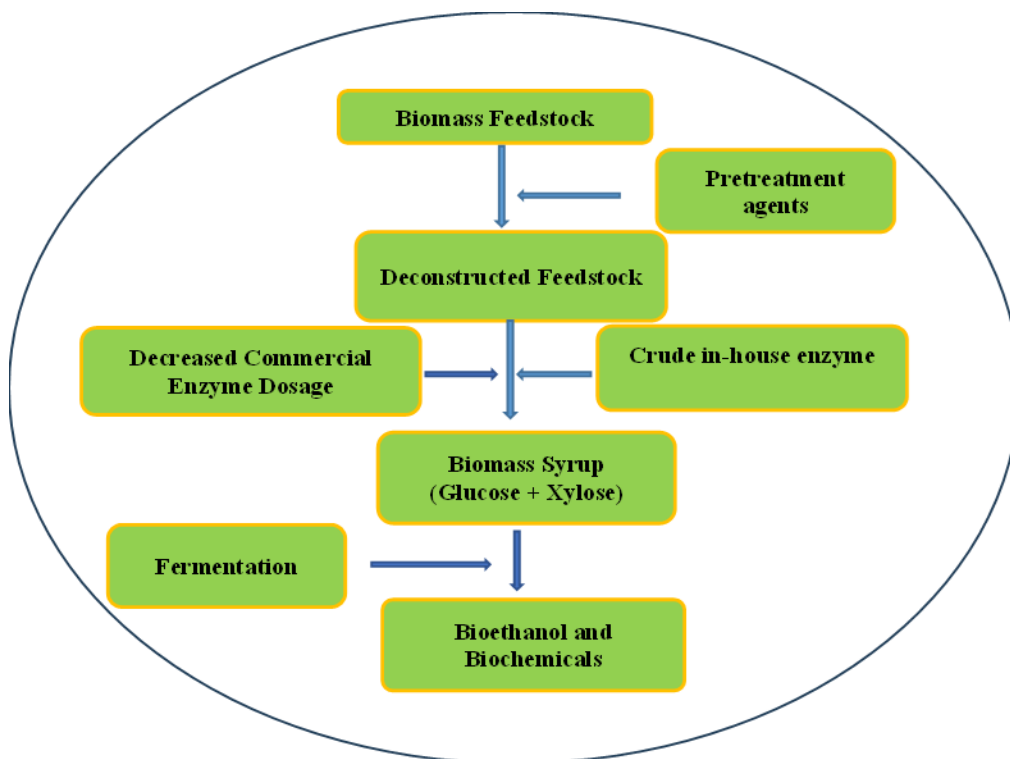 Biomass Feedstock
Pretreatment
agents
Deconstructed Feedstock
Decreased Commercial
Enzyme Dosage
Crude in-house enzyme
Biomass Syrup
(Glucose + Xylose)
Fermentation
Bioethanol and
Biochemicals